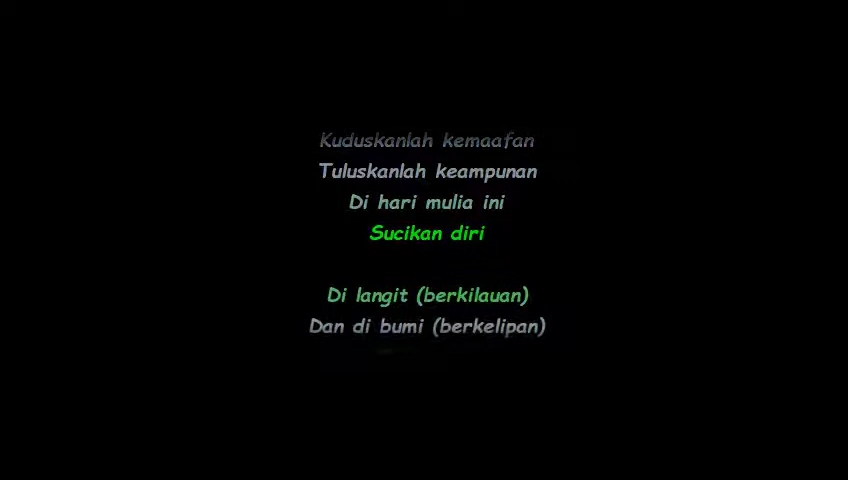 Kuduskanlah kemaafan
Tuluskanlah keampunan
Di hari mulia ini
Sucikan diri
Di langit (berkilauan)
Dan di bumi (berkelipan)